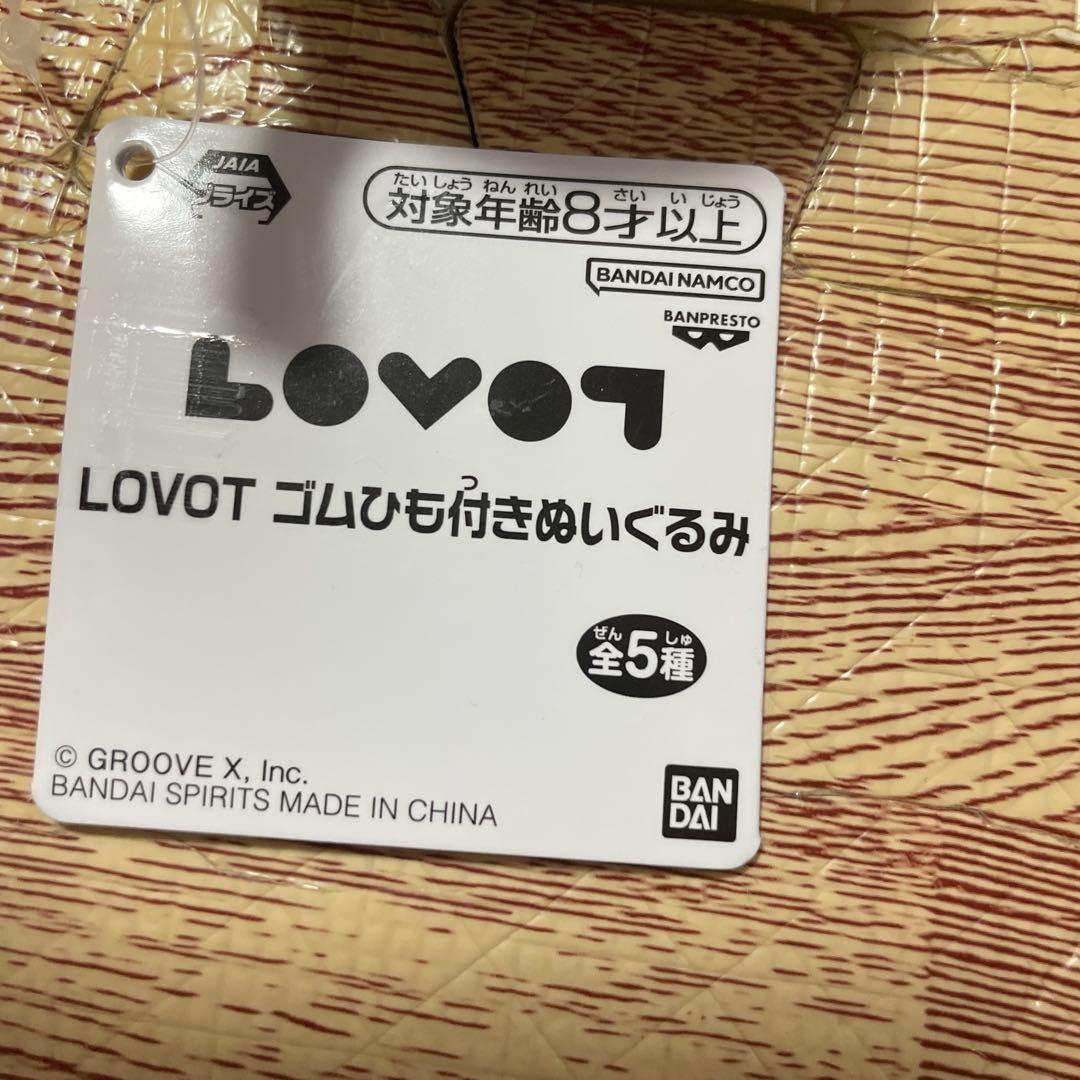 JAIA
プライズ
たいしょうねんれい さい いじょう
対象年齢8才以上
BANDAI NAMCO
BANPRESTO
LOVOT
つ
LOVOT ゴムひも付きぬいぐるみ
ぜん しゅ
全5種
© GROOVE X, Inc.
BANDAI SPIRITS MADE IN CHINA
BAN
DAI